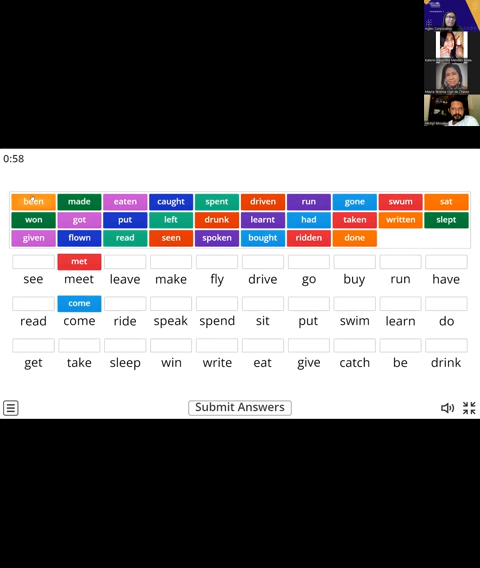 0:58
been made eaten caught spent driven run gone swum sat
won got put left drunk learnt had taken written slept
given flown read seen spoken bought ridden done
met
see meet leave make fly drive go buy run have
come
read come ride speak spend sit put swim learn do
get take sleep win write eat give catch be drink
Submit Answers